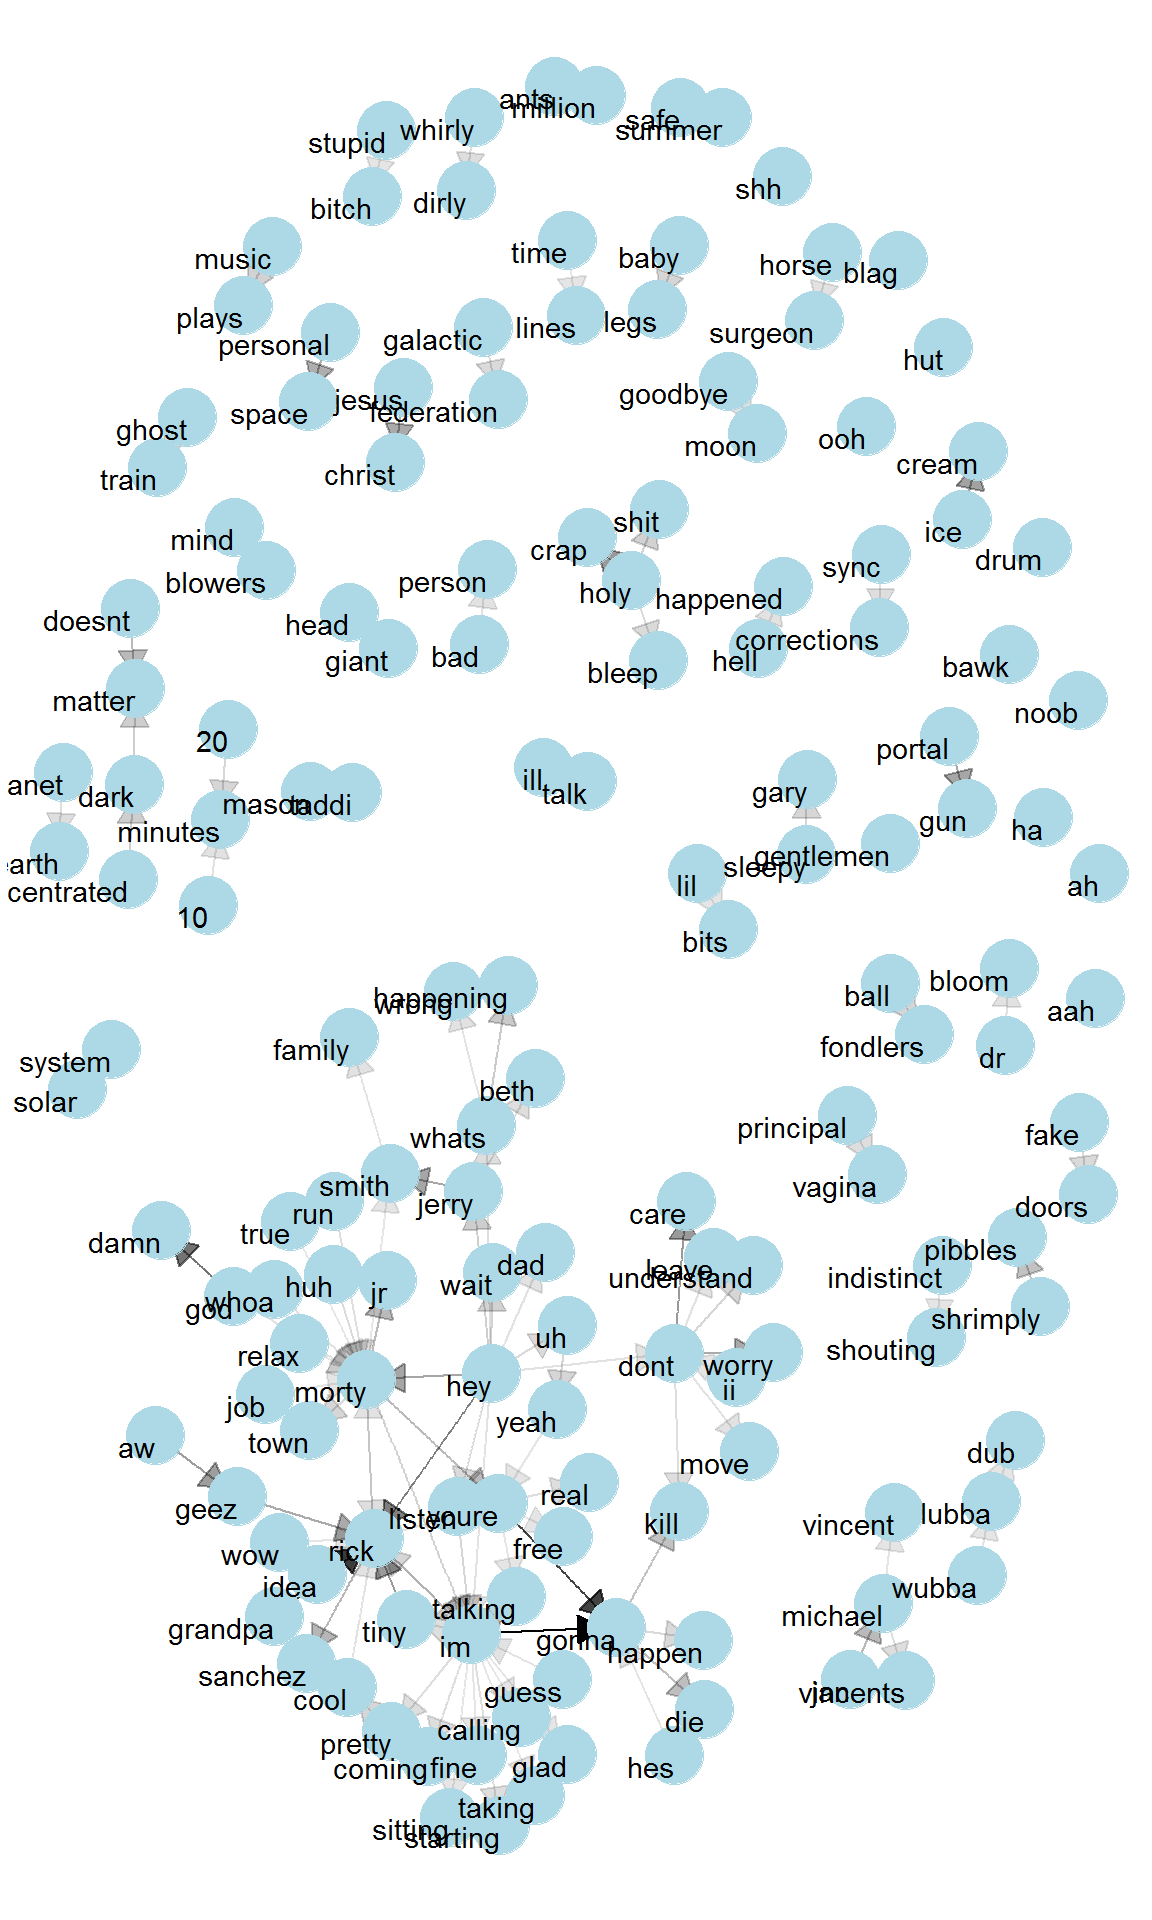 ants
million
safe
summer
stupid
whirly
shh
bitch
dirly
music
time
baby
horse
blag
plays
personal
galactic
lines
legs
surgeon
hut
space
jesus
federation
goodbye
ghost
moon
ooh
train
christ
cream
mind
crap
shit
ice
drum
blowers
person
holy
happened
sync
doesnt
head
giant
bad
bleep
hell
corrections
bawk
matter
noob
20
portal
anet
dark
mason
taddi
ill
talk
gary
minutes
gun
ha
arth
sleepy
gentlemen
centrated
lil
ah
10
bits
happening
wrong
ball
bloom
family
aah
system
fondlers
dr
solar
beth
whats
principal
fake
smith
jerry
vagina
run
care
doors
damn
true
pibbles
huh
jr
wait
dad
leave
understand
indistinct
god
whoa
shrimply
relax
uh
dont
worry
shouting
job
morty
hey
ii
aw
town
yeah
move
dub
geez
listen
youre
real
kill
vincent
lubba
wow
rick
free
idea
wubba
grandpa
tiny
talking
im
gonna
happen
michael
sanchez
cool
guess
jan
vincents
pretty
calling
die
coming
fine
glad
hes
sitting
starting
taking